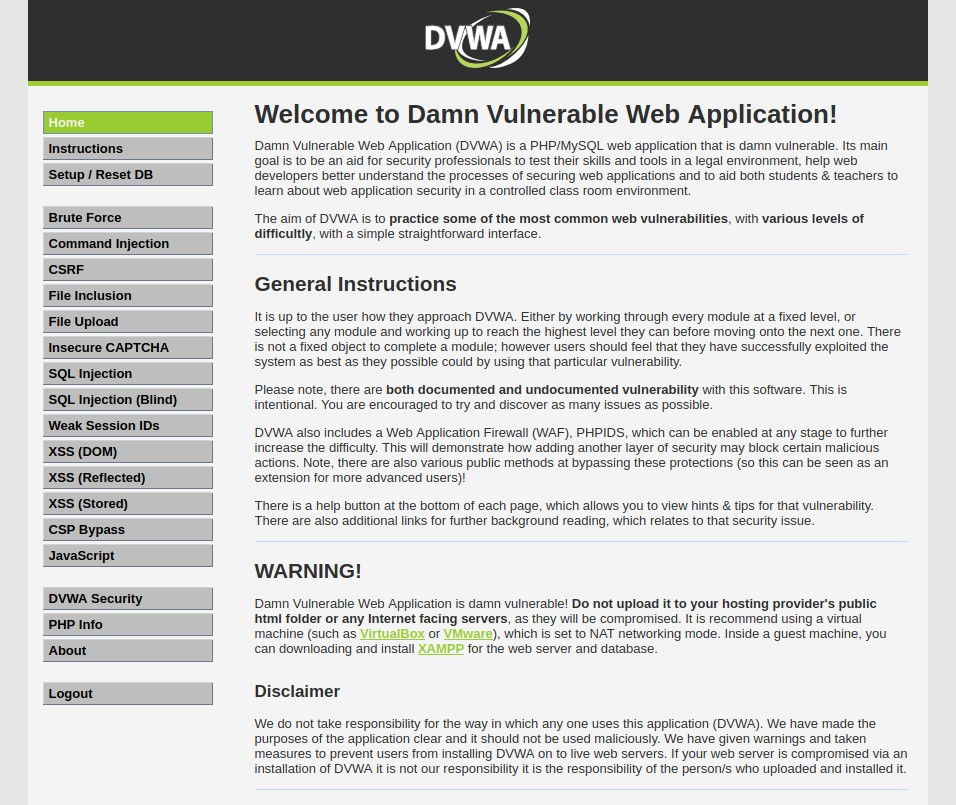 DVWA
Home
Instructions
Setup / Reset DB
Brute Force
Command Injection
CSRF
File Inclusion
File Upload
Insecure CAPTCHA
SQL Injection
SQL Injection (Blind)
Weak Session IDs
XSS (DOM)
XSS (Reflected)
XSS (Stored)
CSP Bypass
JavaScript
DVWA Security
PHP Info
About
Logout
Welcome to Damn Vulnerable Web Application!
Damn Vulnerable Web Application (DVWA) is a PHP/MySQL web application that is damn vulnerable. Its main
goal is to be an aid for security professionals to test their skills and tools in a legal environment, help web
developers better understand the processes of securing web applications and to aid both students & teachers to
learn about web application security in a controlled class room environment.
The aim of DVWA is to practice some of the most common web vulnerabilities, with various levels of
difficultly, with a simple straightforward interface.
General Instructions
It is up to the user how they approach DVWA. Either by working through every module at a fixed level, or
selecting any module and working up to reach the highest level they can before moving onto the next one. There
is not a fixed object to complete a module; however users should feel that they have successfully exploited the
system as best as they possible could by using that particular vulnerability.
Please note, there are both documented and undocumented vulnerability with this software. This is
intentional. You are encouraged to try and discover as many issues as possible.
DVWA also includes a Web Application Firewall (WAF), PHPIDS, which can be enabled at any stage to further
increase the difficulty. This will demonstrate how adding another layer of security may block certain malicious
actions. Note, there are also various public methods at bypassing these protections (so this can be seen as an
extension for more advanced users)!
There is a help button at the bottom of each page, which allows you to view hints & tips for that vulnerability.
There are also additional links for further background reading, which relates to that security issue.
WARNING!
Damn Vulnerable Web Application is damn vulnerable! Do not upload it to your hosting provider's public
html folder or any Internet facing servers, as they will be compromised. It is recommend using a virtual
machine (such as VirtualBox or VMware), which is set to NAT networking mode. Inside a guest machine, you
can downloading and install XAMPP for the web server and database.
Disclaimer
We do not take responsibility for the way in which any one uses this application (DVWA). We have made the
purposes of the application clear and it should not be used maliciously. We have given warnings and taken
measures to prevent users from installing DVWA on to live web servers. If your web server is compromised via an
installation of DVWA it is not our responsibility it is the responsibility of the person/s who uploaded and installed it.